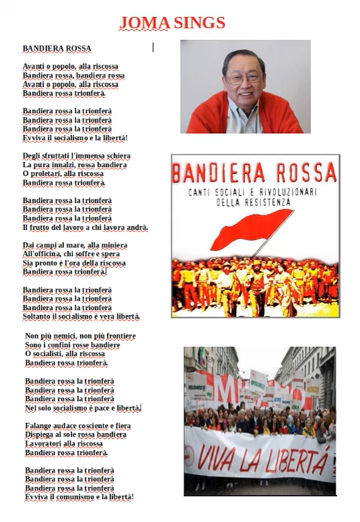 JOMA SINGS
BANDIERA ROSSA
Avanti o popolo, alla riscossa
Bandiera rossa, bandiera rossa
Avanti o popolo, alla riscossa
Bandiera rossa trionferà.
Bandiera rossa la trionferà
Bandiera rossa la trionferà
Bandiera rossa la trionferà
Evviva il socialismo e la libertà!
Degli sfruttati l'immensa schiera
La pura innalzi, rossa bandiera
O proletari, alla riscossa
Bandiera rossa trionferà.
Bandiera rossa la trionferà
Bandiera rossa la trionferà
Bandiera rossa la trionferà
Il frutto del lavoro a chi lavora andrà.
Dai campi al mare, alla miniera
All'officina, chi soffre e spera
Sia pronto è l'ora della riscossa
Bandiera rossa trionferà.
Bandiera rossa la trionferà
Bandiera rossa la trionferà
Bandiera rossa la trionferà
Soltanto il socialismo è vera libertà.
Non più nemici, non più frontiere
Sono i confini rosse bandiere
O socialisti, alla riscossa
Bandiera rossa trionferà.
Bandiera rossa la trionferà
Bandiera rossa la trionferà
Bandiera rossa la trionferà
Nel solo socialismo è pace e libertà.
Falange audace cosciente e fiera
Dispiega al sole rossa bandiera
Lavoratori alla riscossa
Bandiera rossa trionferà.
Bandiera rossa la trionferà
Bandiera rossa la trionferà
Bandiera rossa la trionferà
Evviva il comunismo e la libertà!
BANDIERA ROSSA
CANTI SOCIALI E RIVOLUZIONARI
DELLA RESISTENZA
VIVA LA LIBERTÀ